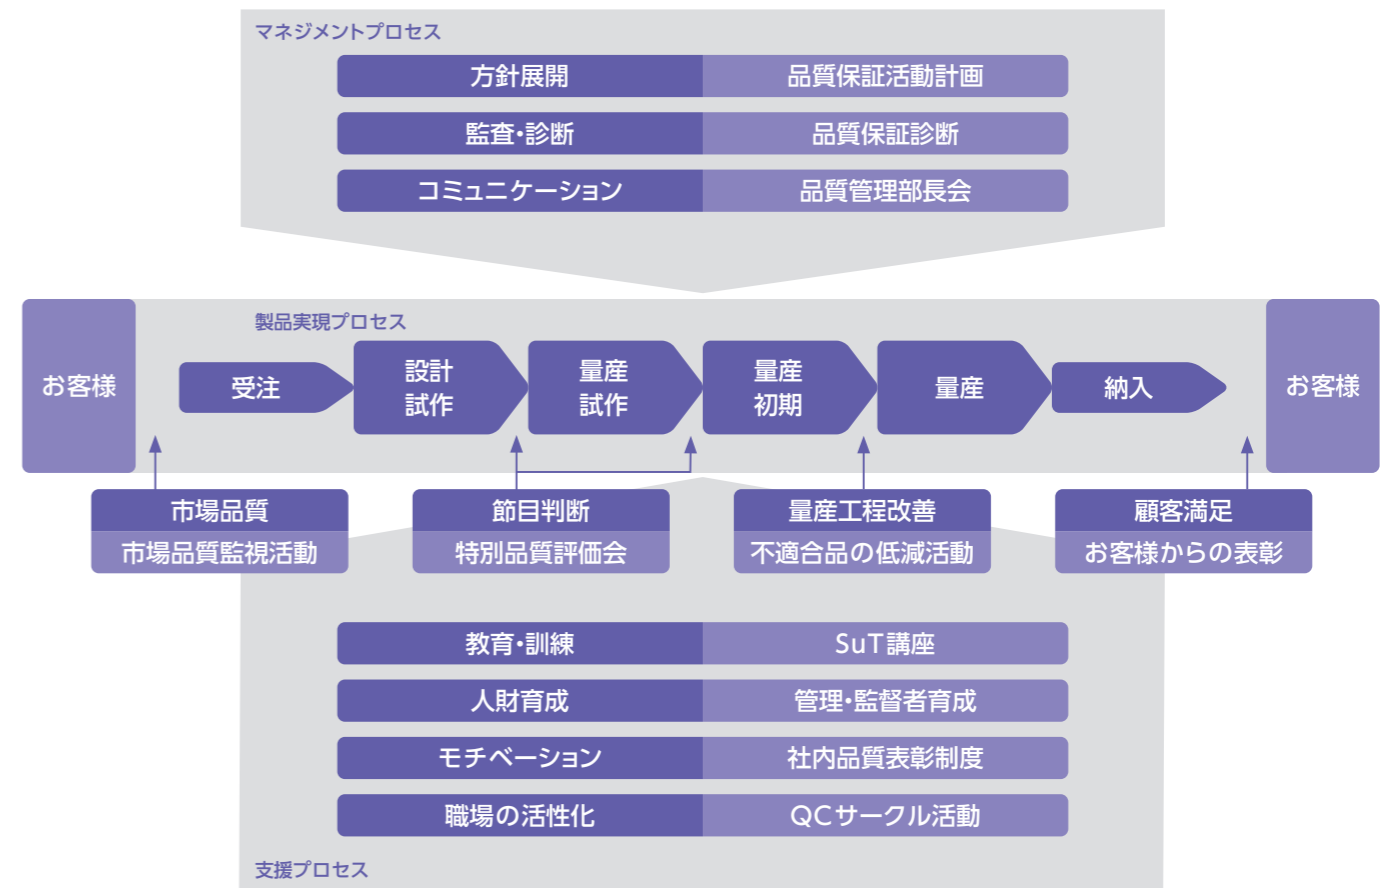 マネジメントプロセス
方針展開 品質保証活動計画
監査・診断 品質保証診断
コミュニケーション 品質管理部長会
製品実現プロセス
お客様
受注
設計
試作
量産
試作
量産
初期
量産
納入
お客様
市場品質
市場品質監視活動
節目判断
特別品質評価会
量産工程改善
不適合品の低減活動
顧客満足
お客様からの表彰
教育・訓練 SuT講座
人財育成 管理・監督者育成
モチベーション 社内品質表彰制度
職場の活性化 QCサークル活動
支援プロセス